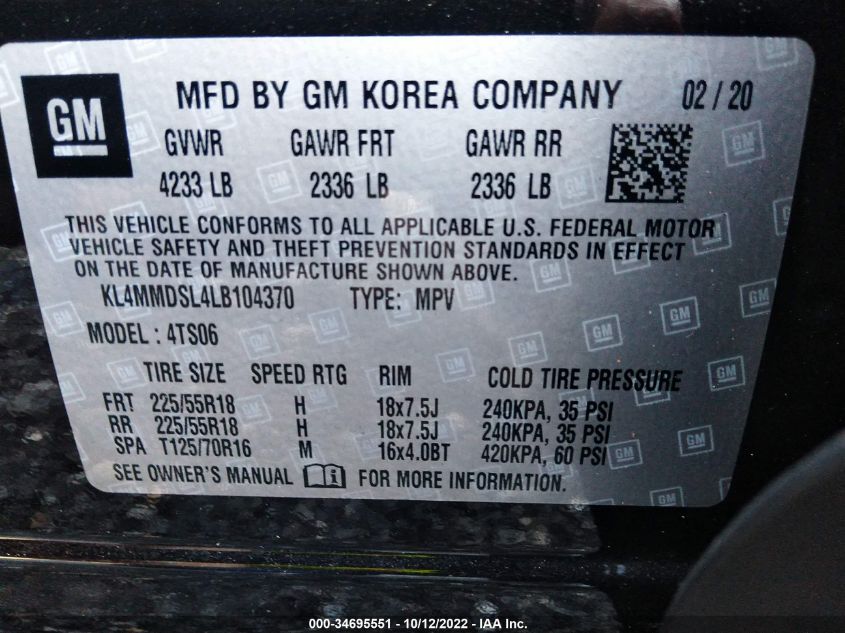 GM MFD BY GM KOREA COMPANY 02/20
GVWR GAWR FRT GAWR RR
4233 LB 2336 LB 2336 LB
THIS VEHICLE CONFORMS TO ALL APPLICABLE U.S. FEDERAL MOTOR
VEHICLE SAFETY AND THEFT PREVENTION STANDARDS IN EFFECT
ON THE DATE OF MANUFACTURE SHOWN ABOVE.
KL4MMDSL4LB104370 TYPE: MPV
MODEL: 4TS06
TIRE SIZE SPEED RTG RIM COLD TIRE PRESSURE
FRT 225/55R18 H 18x7.5J 240KPA, 35 PSI
RR 225/55R18 H 18x7.5J 240KPA, 35 PSI
SPA T125/70R16 M 16x4.0BT 420KPA, 60 PSI
SEE OWNER'S MANUAL i FOR MORE INFORMATION.
000-34695551 - 10/12/2022 - IAA Inc.